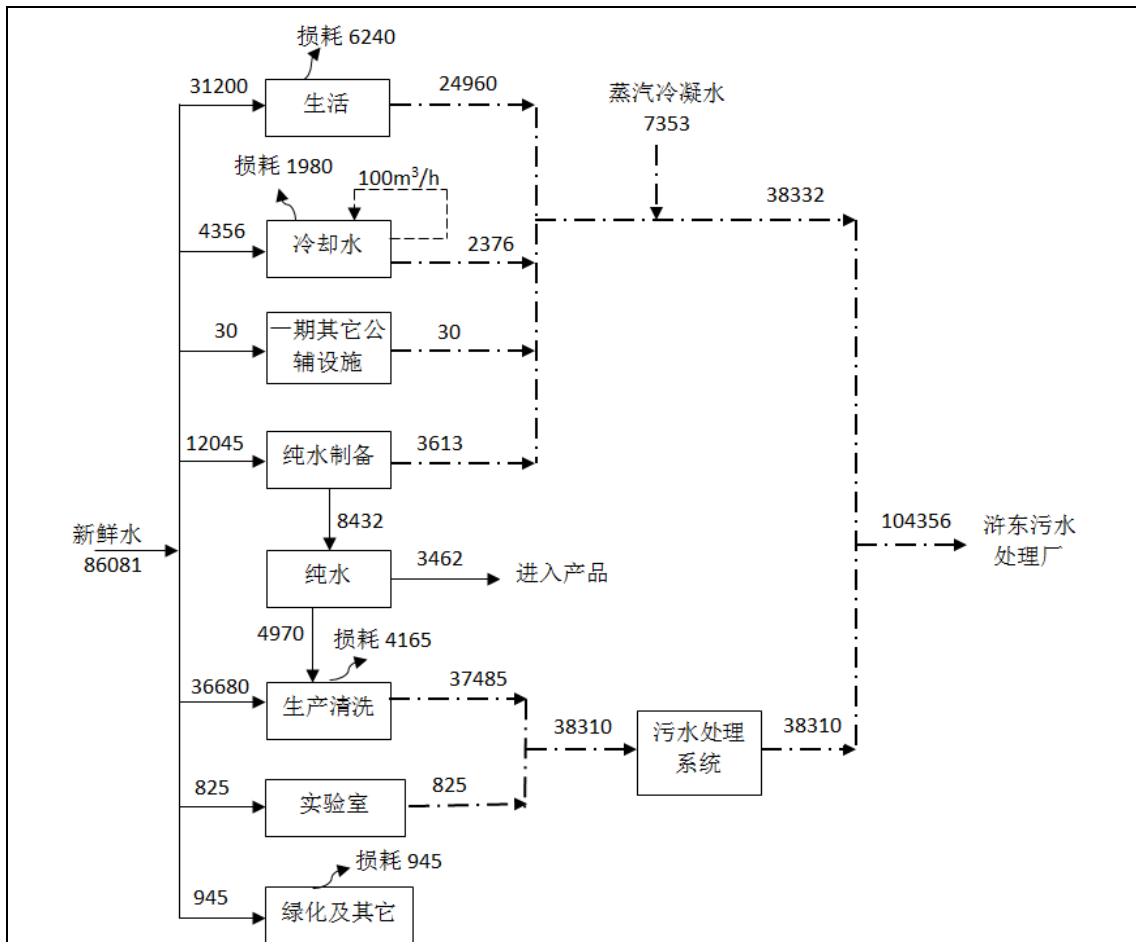 损耗 6240
31200
生活
24960
蒸汽冷凝水
7353
损耗 1980
100m³/h
38332
4356
冷却水
2376
30
一期其它公
辅设施
30
12045
纯水制备
3613
8432
新鲜水
86081
104356
浒东污水
处理厂
纯水
3462
进入产品
4970
损耗 4165
36680
生产清洗
37485
38310
污水处理
系统
38310
825
实验室
825
损耗 945
945
绿化及其它